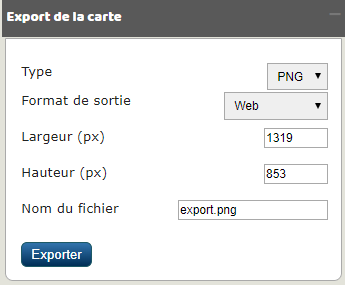 Export de la carte
Type PNG
Format de sortie Web
Largeur (px) 1319
Hauteur (px) 853
Nom du fichier export.png
Exporter